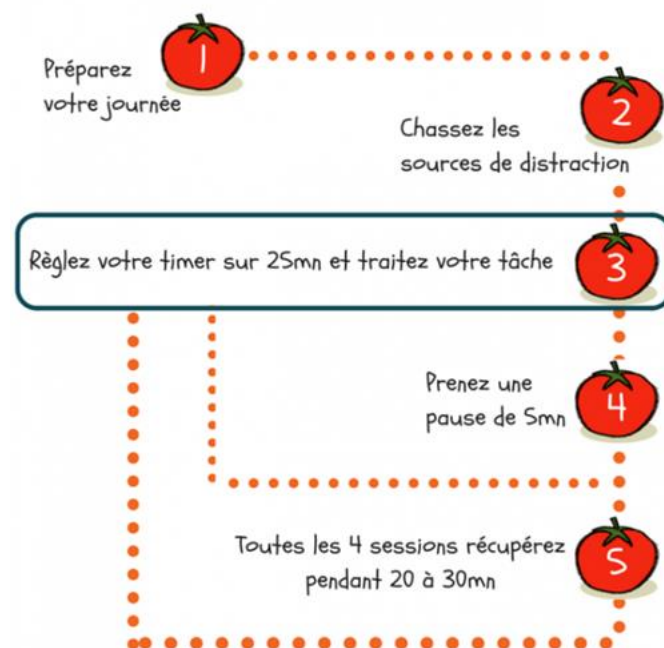 1
Préparez
votre journée
2
Chassez les
sources de distraction
Règlez votre timer sur 25mn et traitez votre tâche
3
Prenez une
pause de 5mn
4
Toutes les 4 sessions récupérez
pendant 20 à 30mn
5